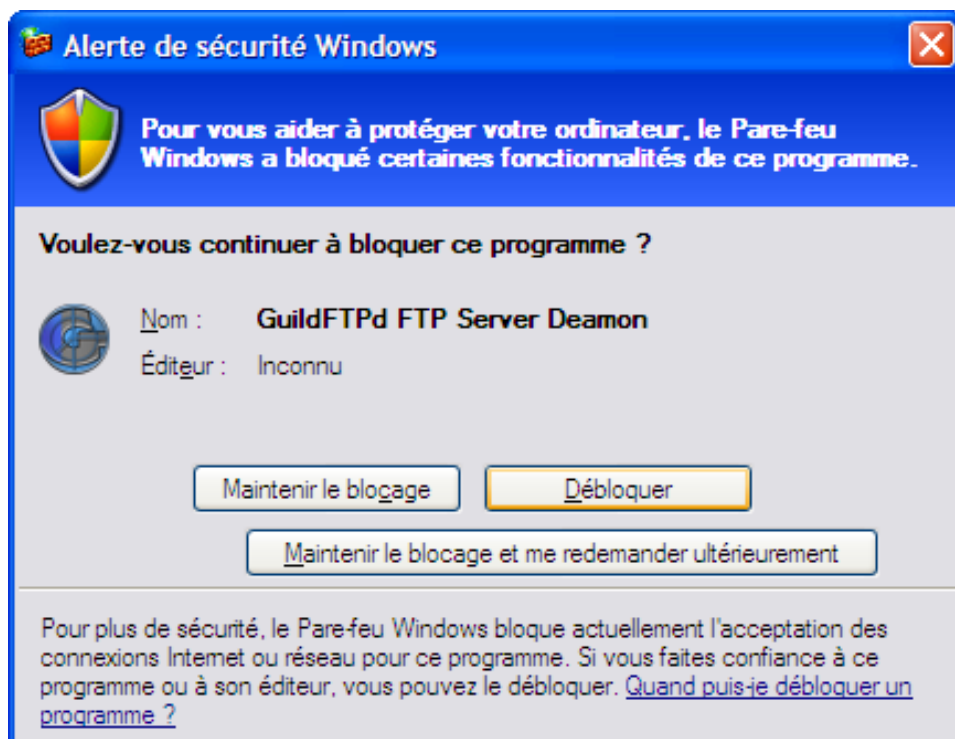 Alerte de sécurité Windows
Pour vous aider à protéger votre ordinateur, le Pare-feu
Windows a bloqué certaines fonctionnalités de ce programme.
Voulez-vous continuer à bloquer ce programme ?
Nom : GuildFTPd FTP Server Deamon
Éditeur : Inconnu
Maintenir le blocage Débloquer
Maintenir le blocage et me redemander ultérieurement
Pour plus de sécurité, le Pare-feu Windows bloque actuellement l'acceptation des
connexions Internet ou réseau pour ce programme. Si vous faites confiance à ce
programme ou à son éditeur, vous pouvez le débloquer. Quand puis-je débloquer un
programme ?